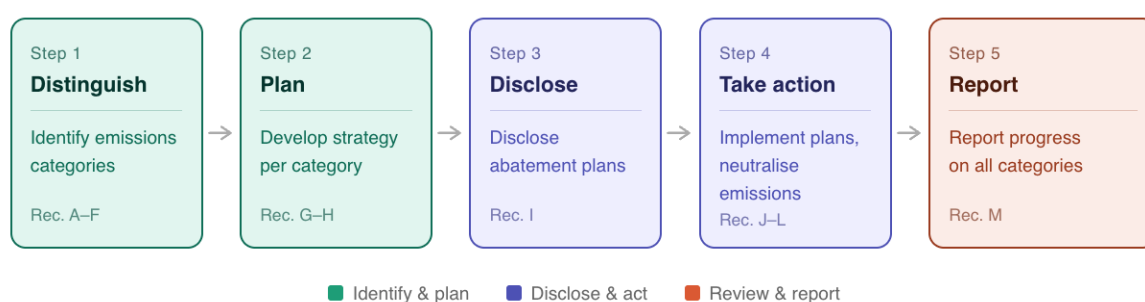 Step 1
Distinguish
Identify emissions
categories
Rec. A–F
Step 2
Plan
Develop strategy
per category
Rec. G–H
Step 3
Disclose
Disclose
abatement plans
Rec. I
Step 4
Take action
Implement plans,
neutralise
emissions
Rec. J–L
Step 5
Report
Report progress
on all categories
Rec. M
Identify & plan
Disclose & act
Review & report